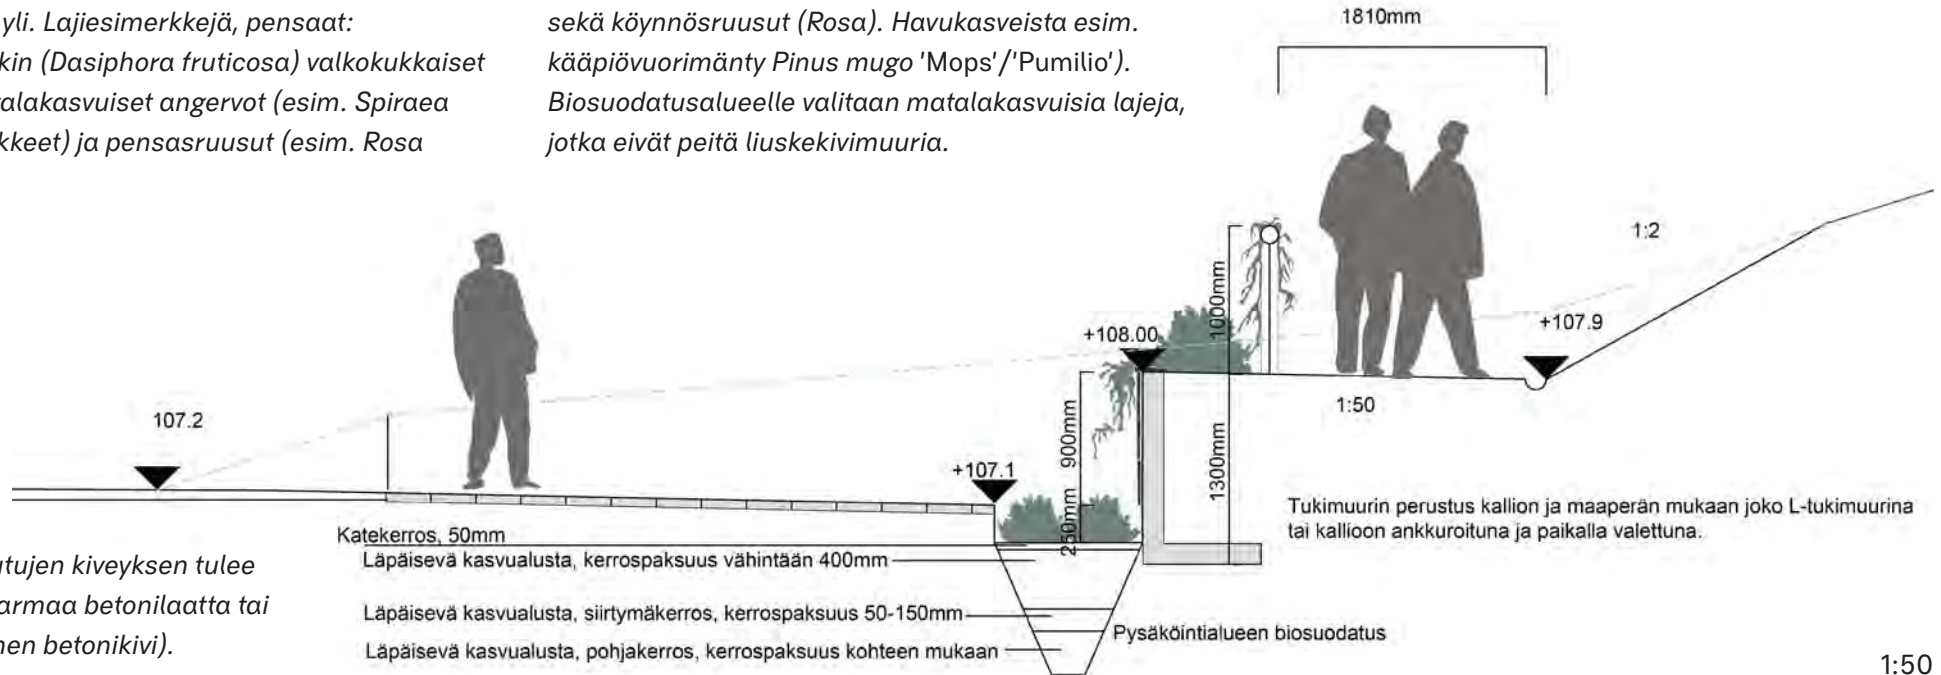 yli. Lajiesimerkkejä, pensaat:
kin (Dasiphora fruticosa) valkokukkaiset
alakasvuiset angervot (esim. Spiraea
kkeet) ja pensasruusut (esim. Rosa
sekä köynnösruusut (Rosa). Havukasveista esim.
kääpiövuorimänty Pinus mugo 'Mops'/'Pumilio').
Biosuodatusalueelle valitaan matalakasvuisia lajeja,
jotka eivät peitä liuskekivimuuria.
1810mm
1:2
1000mm
+107.9
+108.00
1:50
107.2
900mm
+107.1
1300mm
250mm
Tukimuurin perustus kallion ja maaperän mukaan joko L-tukimuurina
tai kallioon ankkuroituna ja paikalla valettuna.
Katekerros, 50mm
Läpäisevä kasvualusta, kerrospaksuus vähintään 400mm
Läpäisevä kasvualusta, siirtymäkerros, kerrospaksuus 50-150mm
Läpäisevä kasvualusta, pohjakerros, kerrospaksuus kohteen mukaan
Pysäköintialueen biosuodatus
tujen kiveyksen tulee
armaa betonilaatta tai
nen betonikivi).
1:50